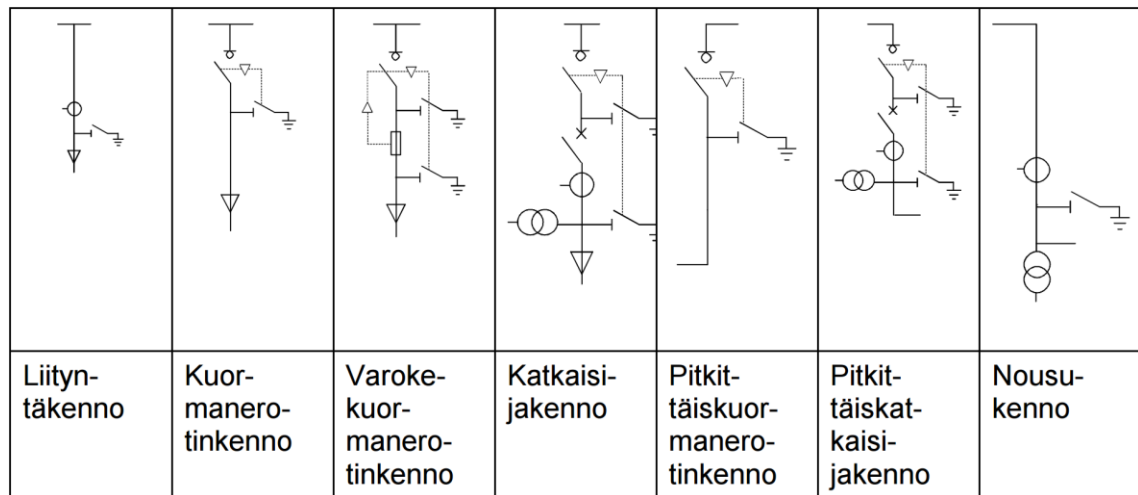 Liityn-
täkenno
Kuor-
manero-
tinkenno
Varoke-
kuor-
manero-
tinkenno
Katkaisi-
jakenno
Pitkit-
täiskuor-
manero-
tinkenno
Pitkit-
täiskat-
kaisi-
jakenno
Nousu-
kenno